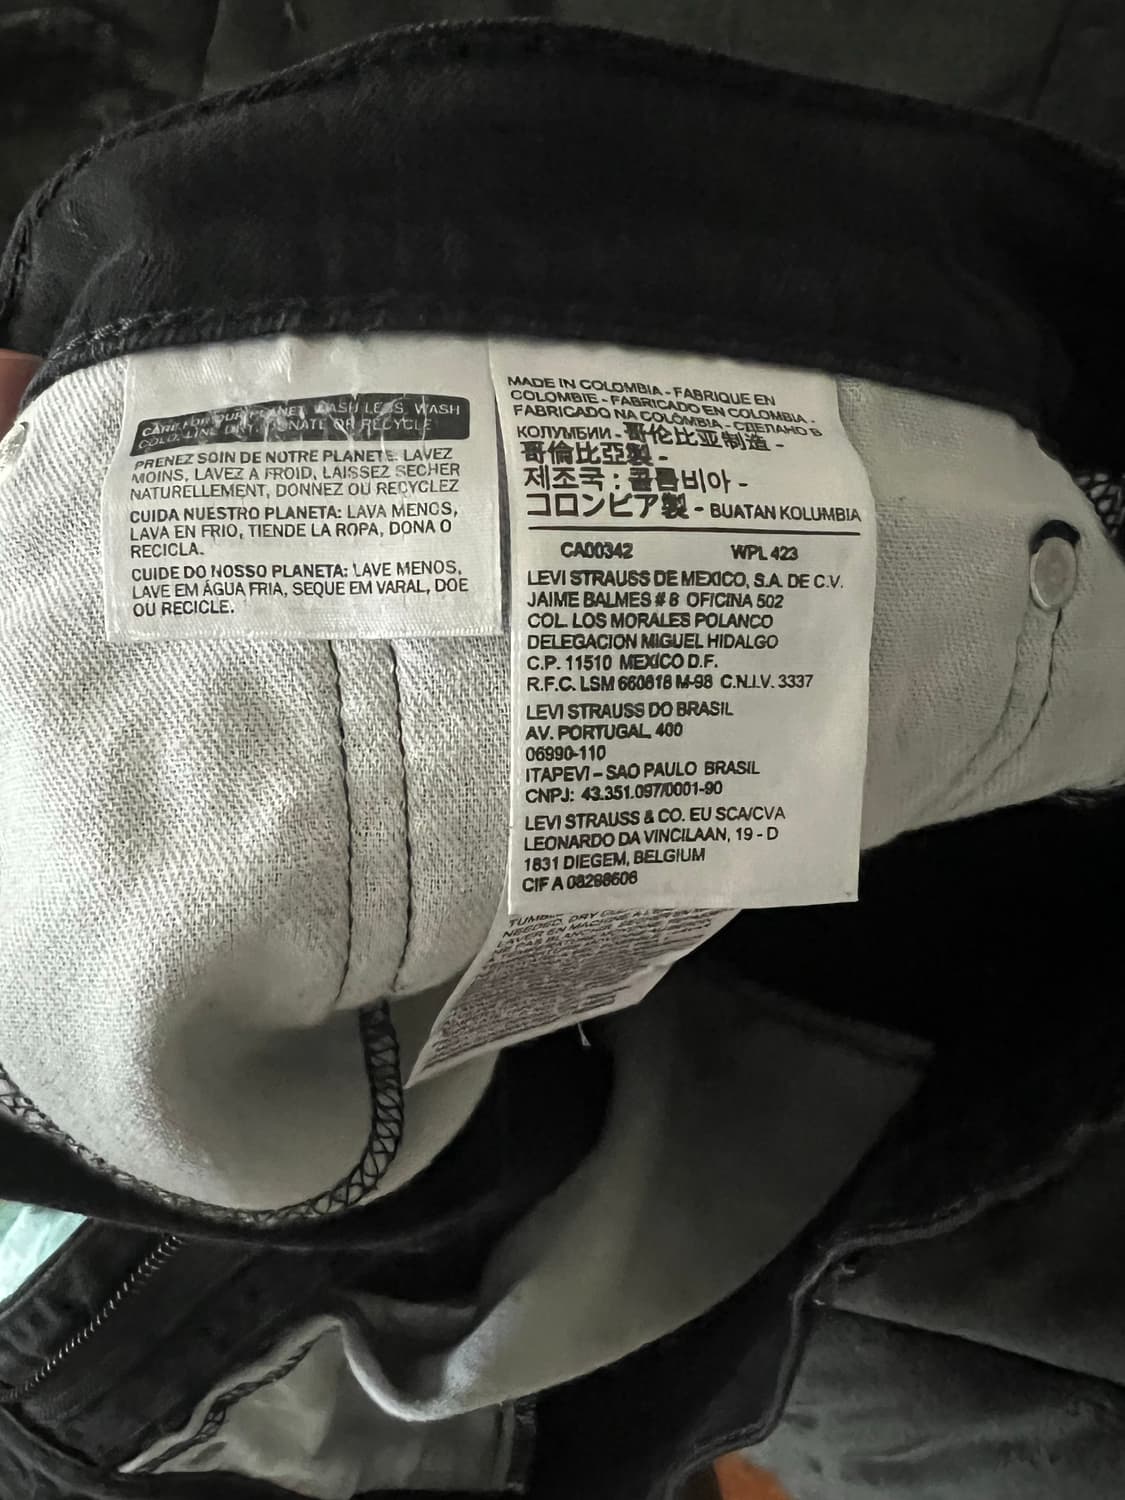 CARE FOR OUR PLANET WASH LESS, WASH
COLD, LINE DRY, DONATE OR RECYCLE
PRENEZ SOIN DE NOTRE PLANETE: LAVEZ
MOINS, LAVEZ A FROID, LAISSEZ SECHER
NATURELLEMENT, DONNEZ OU RECYCLEZ
CUIDA NUESTRO PLANETA: LAVA MENOS,
LAVA EN FRIO, TIENDE LA ROPA, DONA O
RECICLA.
CUIDE DO NOSSO PLANETA: LAVE MENOS,
LAVE EM ÁGUA FRIA, SEQUE EM VARAL, DOE
OU RECICLE.
MADE IN COLOMBIA - FABRIQUE EN
COLOMBIE - FABRICADO EN COLOMBIA -
FABRICADO NA COLÔMBIA - СДЕЛАНО В
КОЛУМБИИ - 哥伦比亚制造 -
哥倫比亞製 -
제조국 : 콜롬비아 -
コロンビア製 - BUATAN KOLUMBIA
CA00342 WPL 423
LEVI STRAUSS DE MEXICO, S.A. DE C.V.
JAIME BALMES # 8 OFICINA 502
COL. LOS MORALES POLANCO
DELEGACION MIGUEL HIDALGO
C.P. 11510 MEXICO D.F.
R.F.C. LSM 660818 M-98 C.N.I.V. 3337
LEVI STRAUSS DO BRASIL
AV. PORTUGAL, 400
06990-110
ITAPEVI – SAO PAULO BRASIL
CNPJ: 43.351.097/0001-90
LEVI STRAUSS & CO. EU SCA/CVA
LEONARDO DA VINCILAAN, 19 - D
1831 DIEGEM, BELGIUM
CIF A 08298606
NEEDED, DRY
LAVER EN MACHINE